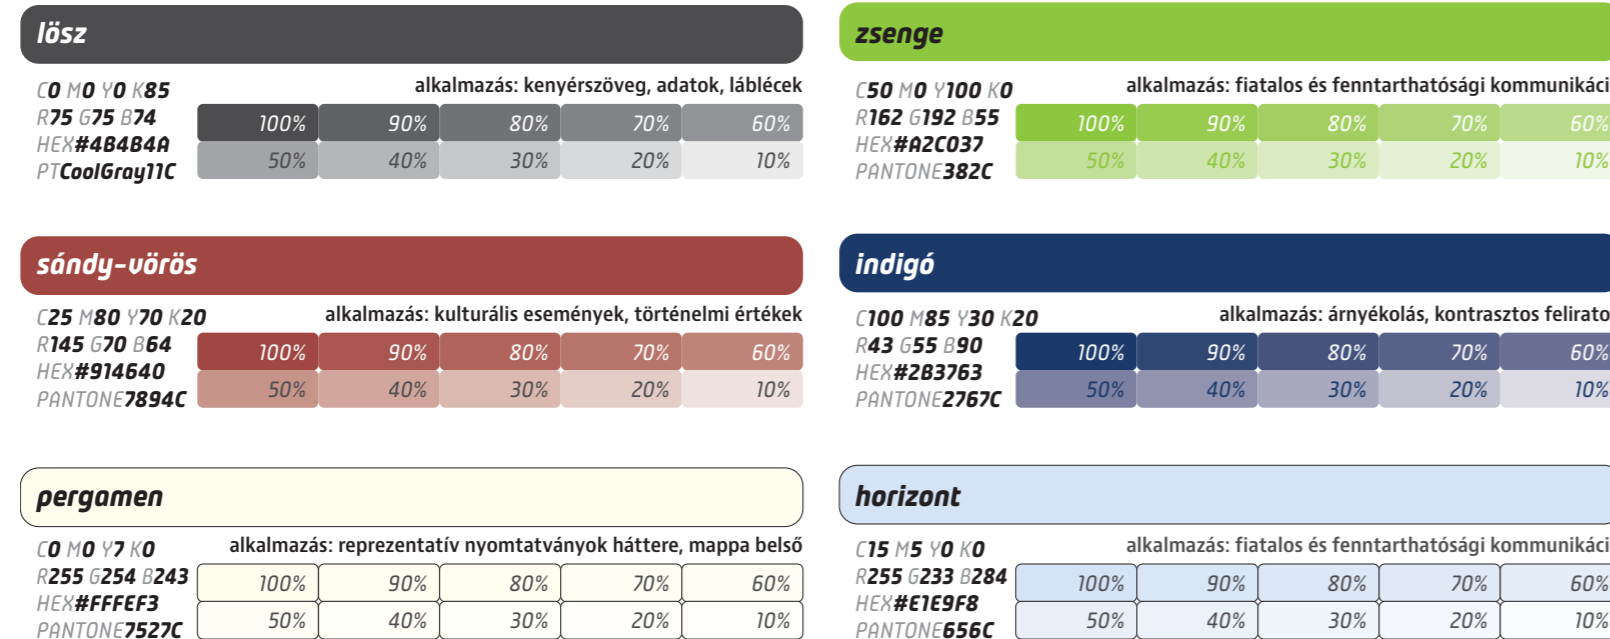 lösz
C0 M0 Y0 K85
alkalmazás: kenyérszöveg, adatok, láblécek
R75 G75 B74
HEX#4B4B4A
PTCoolGray11C
100% 90% 80% 70% 60%
50% 40% 30% 20% 10%
zsenge
C50 M0 Y100 K0
alkalmazás: fiatalos és fenntarthatósági kommunikáci
R162 G192 B55
HEX#A2C037
PANTONE382C
100% 90% 80% 70% 60%
50% 40% 30% 20% 10%
sándy-vörös
C25 M80 Y70 K20
alkalmazás: kulturális események, történelmi értékek
R145 G70 B64
HEX#914640
PANTONE7894C
100% 90% 80% 70% 60%
50% 40% 30% 20% 10%
indigó
C100 M85 Y30 K20
alkalmazás: árnyékolás, kontrasztos felirato
R43 G55 B90
HEX#2B3763
PANTONE2767C
100% 90% 80% 70% 60%
50% 40% 30% 20% 10%
pergamen
C0 M0 Y7 K0
alkalmazás: reprezentatív nyomtatványok háttere, mappa belső
R255 G254 B243
HEX#FFFEF3
PANTONE7527C
100% 90% 80% 70% 60%
50% 40% 30% 20% 10%
horizont
C15 M5 Y0 K0
alkalmazás: fiatalos és fenntarthatósági kommunikáci
R255 G233 B284
HEX#E1E9F8
PANTONE656C
100% 90% 80% 70% 60%
50% 40% 30% 20% 10%